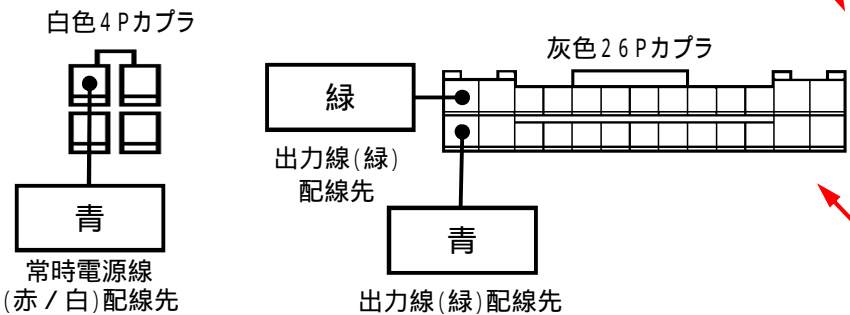 白色4Pカプラ
青
常時電源線
(赤/白)配線先
灰色26Pカプラ
緑
出力線(緑)
配線先
青
出力線(緑)配線先